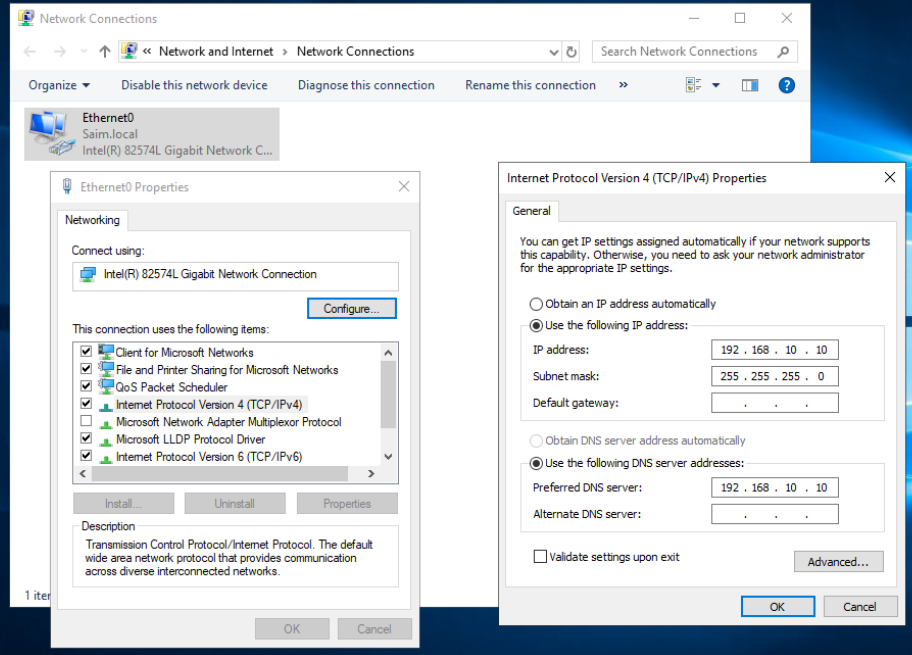 Network Connections
« Network and Internet › Network Connections
Search Network Connections
Organize
Disable this network device
Diagnose this connection
Rename this connection
»
Ethernet0
Saim.local
Intel(R) 82574L Gigabit Network C...
Ethernet0 Properties
Networking
Connect using:
Intel(R) 82574L Gigabit Network Connection
Configure...
This connection uses the following items:
Client for Microsoft Networks
File and Printer Sharing for Microsoft Networks
QoS Packet Scheduler
Internet Protocol Version 4 (TCP/IPv4)
Microsoft Network Adapter Multiplexor Protocol
Microsoft LLDP Protocol Driver
Internet Protocol Version 6 (TCP/IPv6)
Install...
Uninstall
Properties
Description
Transmission Control Protocol/Internet Protocol. The default
wide area network protocol that provides communication
across diverse interconnected networks.
OK
Cancel
1 iter
Internet Protocol Version 4 (TCP/IPv4) Properties
General
You can get IP settings assigned automatically if your network supports
this capability. Otherwise, you need to ask your network administrator
for the appropriate IP settings.
Obtain an IP address automatically
Use the following IP address:
IP address:
192 . 168 . 10 . 10
Subnet mask:
255 . 255 . 255 . 0
Default gateway:
. . .
Obtain DNS server address automatically
Use the following DNS server addresses:
Preferred DNS server:
192 . 168 . 10 . 10
Alternate DNS server:
. . .
Validate settings upon exit
Advanced...
OK
Cancel